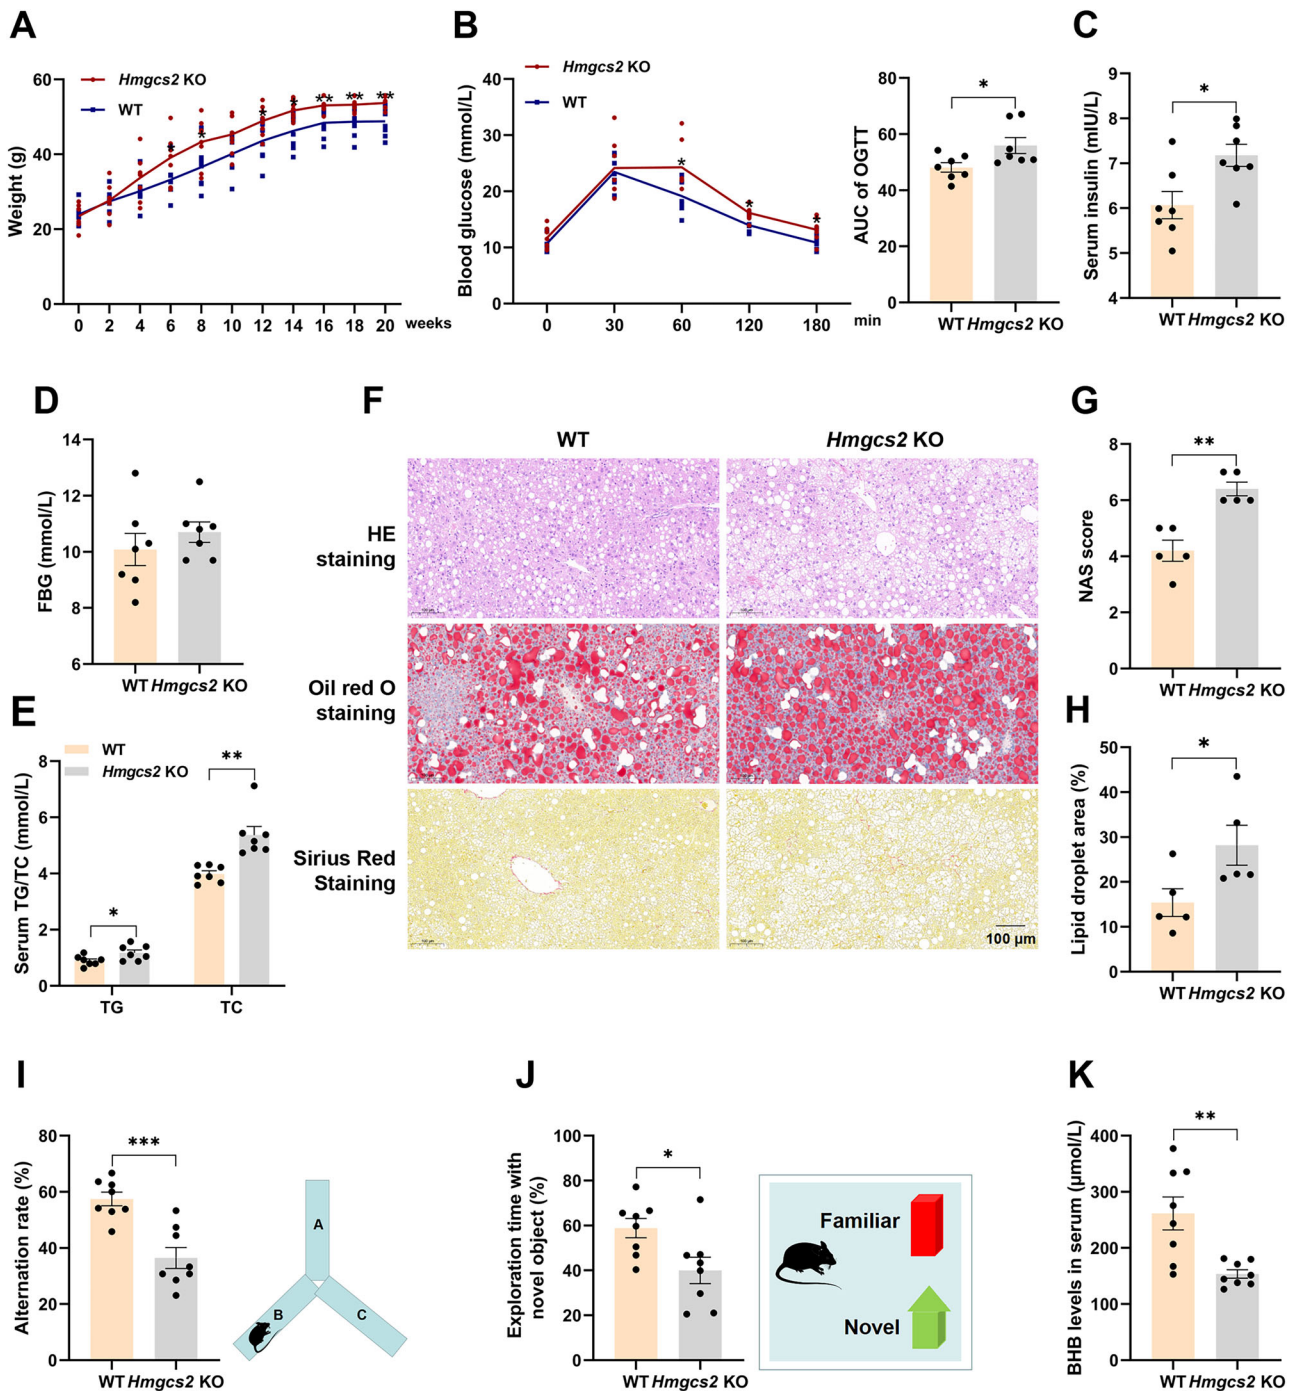 A
Hmgcs2 KO
WT
Weight (g)
60
40
20
0
* * * * ** ** **
0 2 4 6 8 10 12 14 16 18 20 weeks
B
Hmgcs2 KO
WT
Blood glucose (mmol/L)
40
30
20
10
0
* * *
0 30 60 120 180 min
AUC of OGTT
80
60
40
20
0
*
WT Hmgcs2 KO
C
Serum insulin (mIU/L)
9
8
7
6
5
4
*
WT Hmgcs2 KO
D
FBG (mmol/L)
14
12
10
8
6
WT Hmgcs2 KO
E
WT
Hmgcs2 KO
Serum TG/TC (mmol/L)
8
6
4
2
0
* **
TG TC
F
WT Hmgcs2 KO
HE
staining
Oil red O
staining
Sirius Red
Staining
100 μm
G
NAS score
8
6
4
2
0
**
WT Hmgcs2 KO
H
Lipid droplet area (%)
50
40
30
20
10
0
*
WT Hmgcs2 KO
I
Alternation rate (%)
80
60
40
20
0
***
WT Hmgcs2 KO
A
B
C
J
Exploration time with
novel object (%)
100
80
60
40
20
0
*
WT Hmgcs2 KO
Familiar
Novel
K
BHB levels in serum (μmol/L)
400
300
200
100
0
**
WT Hmgcs2 KO